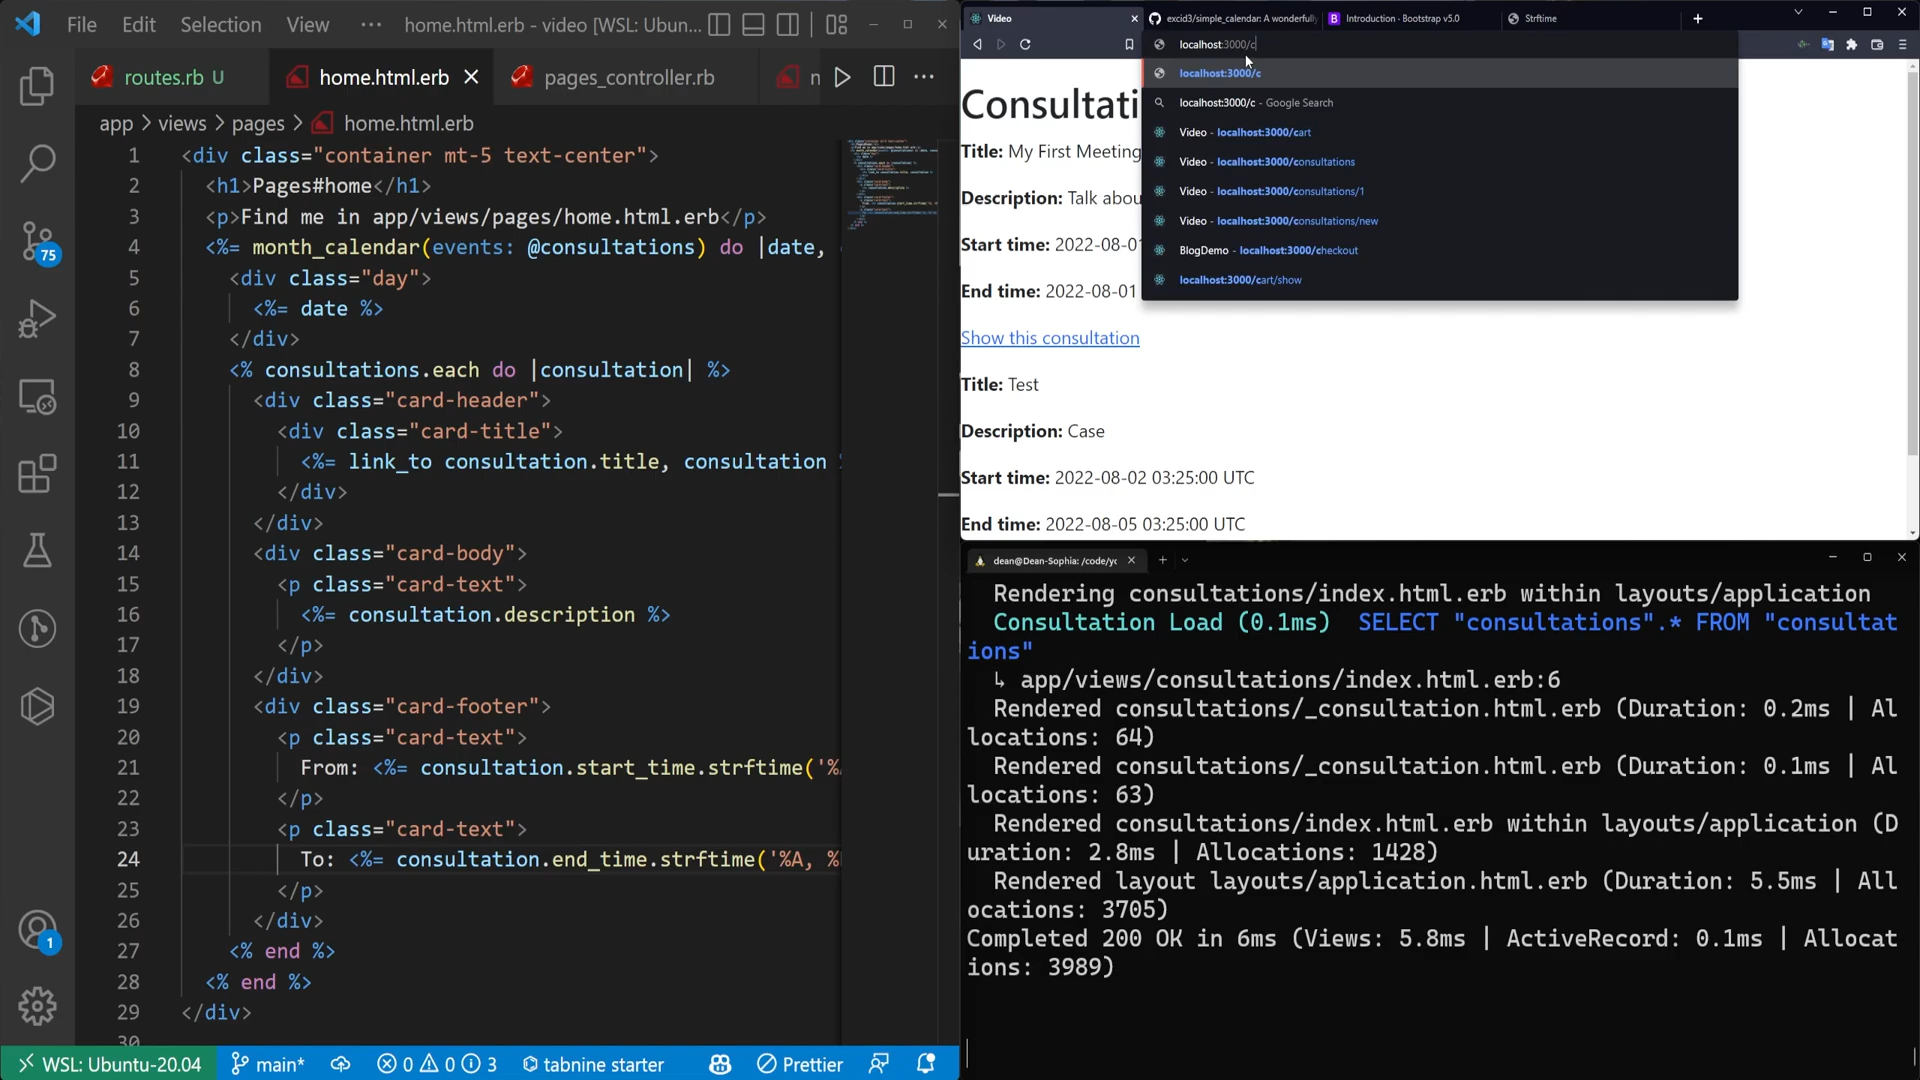 File Edit Selection View ··· home.html.erb - video [WSL: Ubun...
routes.rb U home.html.erb pages_controller.rb
app > views > pages > home.html.erb
1 <div class="container mt-5 text-center">
2 <h1>Pages#home</h1>
3 <p>Find me in app/views/pages/home.html.erb</p>
4 <%= month_calendar(events: @consultations) do |date,
5 <div class="day">
6 <%= date %>
7 </div>
8 <% consultations.each do |consultation| %>
9 <div class="card-header">
10 <div class="card-title">
11 <%= link_to consultation.title, consultation
12 </div>
13 </div>
14 <div class="card-body">
15 <p class="card-text">
16 <%= consultation.description %>
17 </p>
18 </div>
19 <div class="card-footer">
20 <p class="card-text">
21 From: <%= consultation.start_time.strftime('%
22 </p>
23 <p class="card-text">
24 To: <%= consultation.end_time.strftime('%A, %
25 </p>
26 </div>
27 <% end %>
28 <% end %>
29 </div>
30
75
1
WSL: Ubuntu-20.04 main* 0 0 3 tabnine starter Prettier
Video excid3/simple_calendar: A wonderfully Introduction · Bootstrap v5.0 Strftime
localhost:3000/c
localhost:3000/c
localhost:3000/c - Google Search
Video - localhost:3000/cart
Video - localhost:3000/consultations
Video - localhost:3000/consultations/1
Video - localhost:3000/consultations/new
BlogDemo - localhost:3000/checkout
localhost:3000/cart/show
Consultati
Title: My First Meeting
Description: Talk abou
Start time: 2022-08-01
End time: 2022-08-01
Show this consultation
Title: Test
Description: Case
Start time: 2022-08-02 03:25:00 UTC
End time: 2022-08-05 03:25:00 UTC
dean@Dean-Sophia: /code/yc
Rendering consultations/index.html.erb within layouts/application
Consultation Load (0.1ms) SELECT "consultations".* FROM "consultat
ions"
↳ app/views/consultations/index.html.erb:6
Rendered consultations/_consultation.html.erb (Duration: 0.2ms | Al
locations: 64)
Rendered consultations/_consultation.html.erb (Duration: 0.1ms | Al
locations: 63)
Rendered consultations/index.html.erb within layouts/application (D
uration: 2.8ms | Allocations: 1428)
Rendered layout layouts/application.html.erb (Duration: 5.5ms | All
ocations: 3705)
Completed 200 OK in 6ms (Views: 5.8ms | ActiveRecord: 0.1ms | Allocat
ions: 3989)